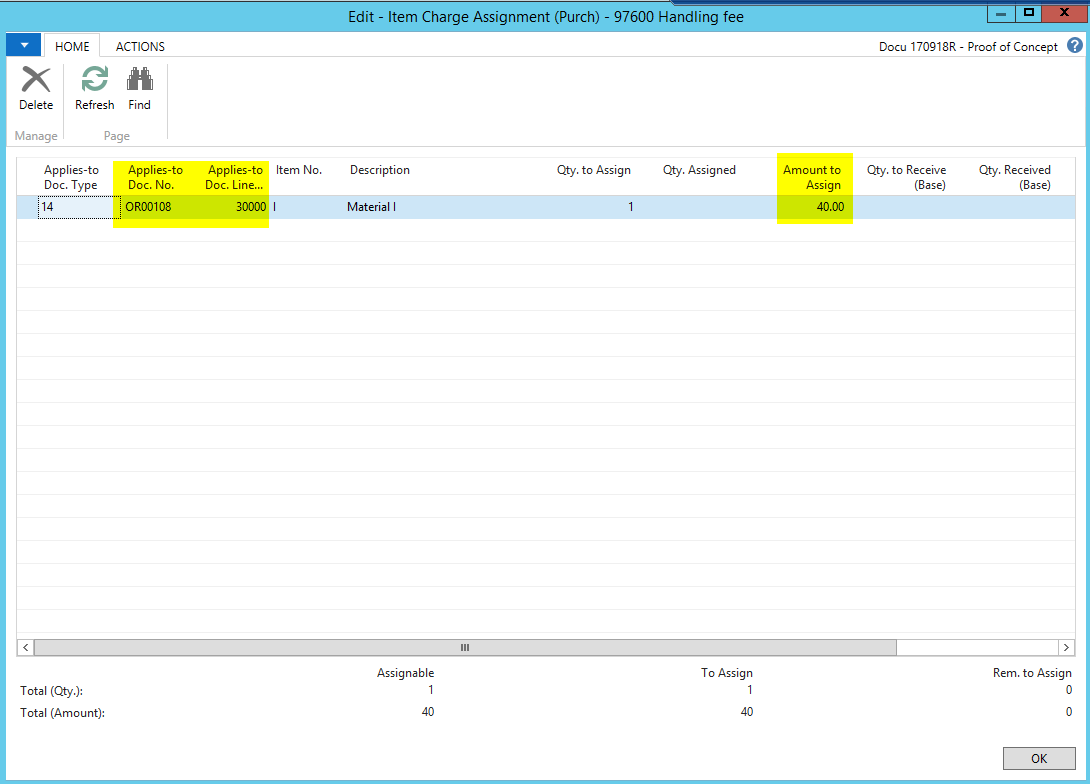 Edit - Item Charge Assignment (Purch) - 97600 Handling fee
HOME ACTIONS Docu 170918R - Proof of Concept ?
Delete Refresh Find
Manage Page
Applies-to Applies-to Applies-to Item No. Description Qty. to Assign Qty. Assigned Amount to Qty. to Receive Qty. Received
Doc. Type Doc. No. Doc. Line... Assign (Base) (Base)
14 OR00108 30000 I Material I 1 40.00
Assignable To Assign Rem. to Assign
Total (Qty.): 1 1 0
Total (Amount): 40 40 0
OK